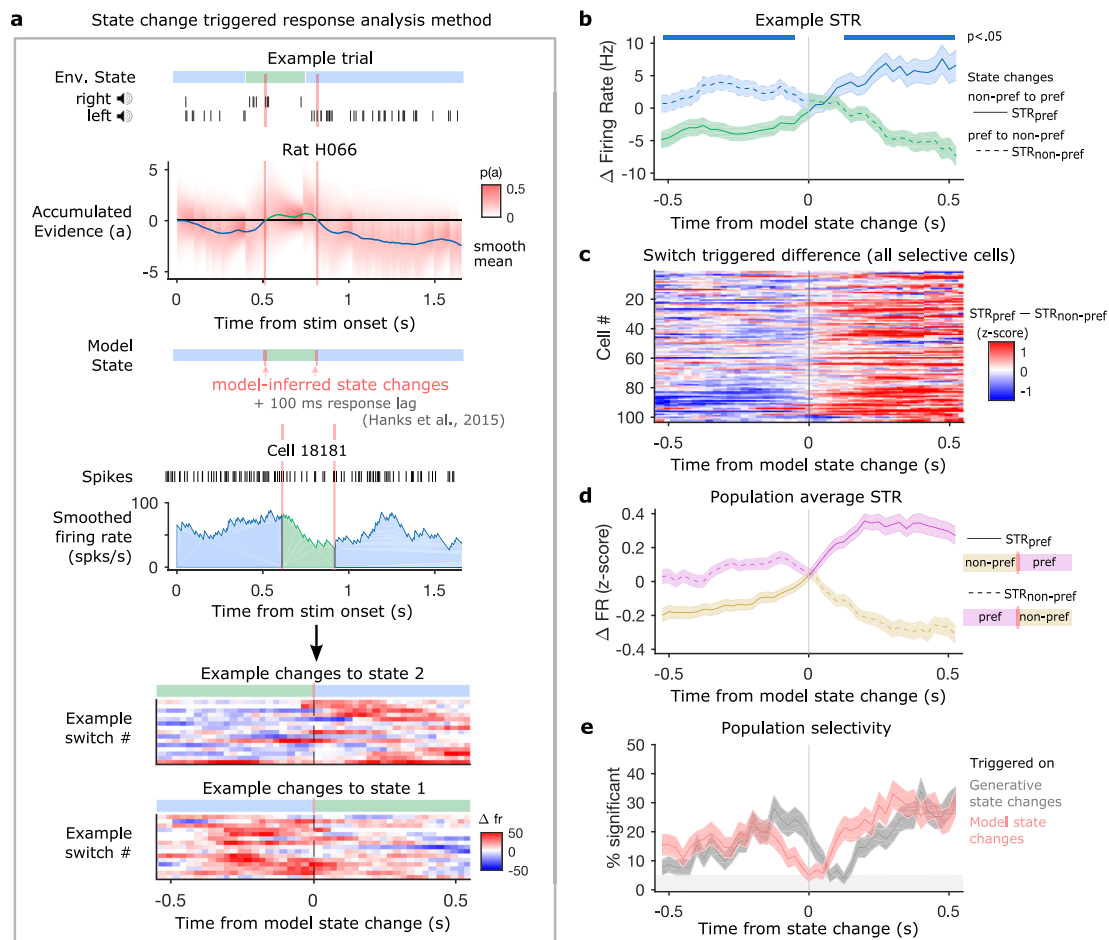 a
State change triggered response analysis method
Example trial
Env. State
right
left
Rat H066
5
0
-5
Accumulated
Evidence (a)
p(a)
0.5
0
smooth
mean
0
0.5
1
1.5
Time from stim onset (s)
Model
State
model-inferred state changes
+ 100 ms response lag
(Hanks et al., 2015)
Cell 18181
Spikes
100
0
Smoothed
firing rate
(spks/s)
0
0.5
1
1.5
Time from stim onset (s)
Example changes to state 2
Example
switch #
Example changes to state 1
Example
switch #
Δ fr
50
0
-50
-0.5
0
0.5
Time from model state change (s)
b
Example STR
p<.05
10
5
0
-5
-10
Δ Firing Rate (Hz)
State changes
non-pref to pref
STRpref
pref to non-pref
STRnon-pref
-0.5
0
0.5
Time from model state change (s)
c
Switch triggered difference (all selective cells)
20
40
60
80
100
Cell #
STRpref − STRnon-pref
(z-score)
1
0
-1
-0.5
0
0.5
Time from model state change (s)
d
Population average STR
0.4
0.2
0
-0.2
-0.4
Δ FR (z-score)
STRpref
non-pref pref
STRnon-pref
pref non-pref
-0.5
0
0.5
Time from model state change (s)
e
Population selectivity
50
40
30
20
10
0
% significant
Triggered on
Generative
state changes
Model state
changes
-0.5
0
0.5
Time from state change (s)